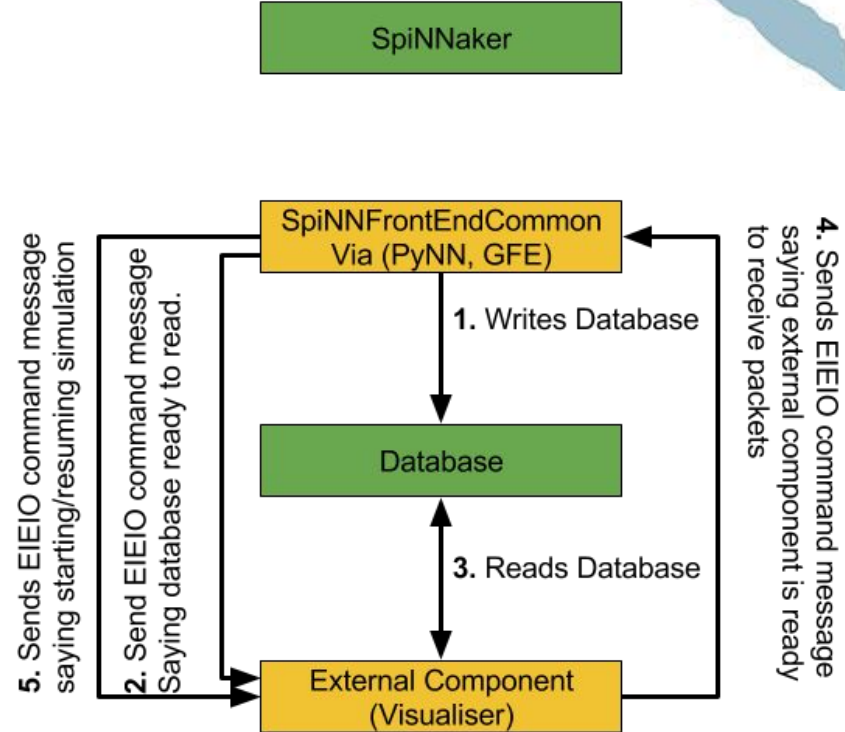 SpiNNaker
SpiNNFrontEndCommon
Via (PyNN, GFE)
1. Writes Database
Database
3. Reads Database
External Component
(Visualiser)
5. Sends EIEIO command message
saying starting/resuming simulation
2. Send EIEIO command message
Saying database ready to read.
4. Sends EIEIO command message
saying external component is ready
to receive packets